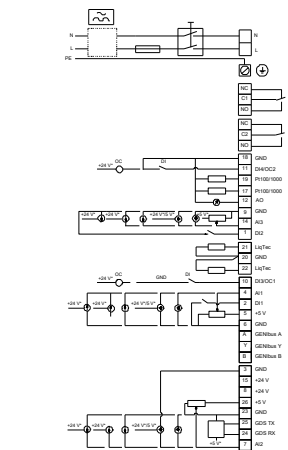 N N
L L
PE
NC
C1
NO
NC
C2
NO
18 GND
+24 V* OC DI 11 DI4/OC2
19 Pt100/1000
17 Pt100/1000
12 AO
9 GND
+24 V* +24 V* +24 V*/5 V* +5 V* 14 AI3
1 DI2
21 LiqTec
20 GND
22 LiqTec
+24 V* OC GND DI 10 DI3/OC1
4 AI1
+24 V* +24 V* +24 V*/5 V* 2 DI1
5 +5 V
6 GND
A GENIbus A
Y GENIbus Y
B GENIbus B
3 GND
15 +24 V
8 +24 V
26 +5 V
23 GND
25 GDS TX
+24 V* +24 V* +24 V*/5 V* 24 GDS RX
+5 V* 7 AI2